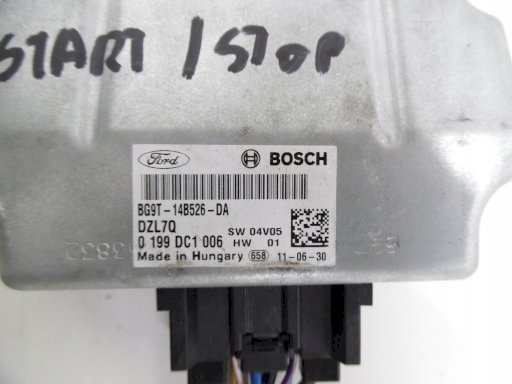 START / STOP
Ford BOSCH
BG9T-14B526-DA
DZL7Q SW 04V05
0 199 DC1 006 HW 01
Made in Hungary 658 11-06-30